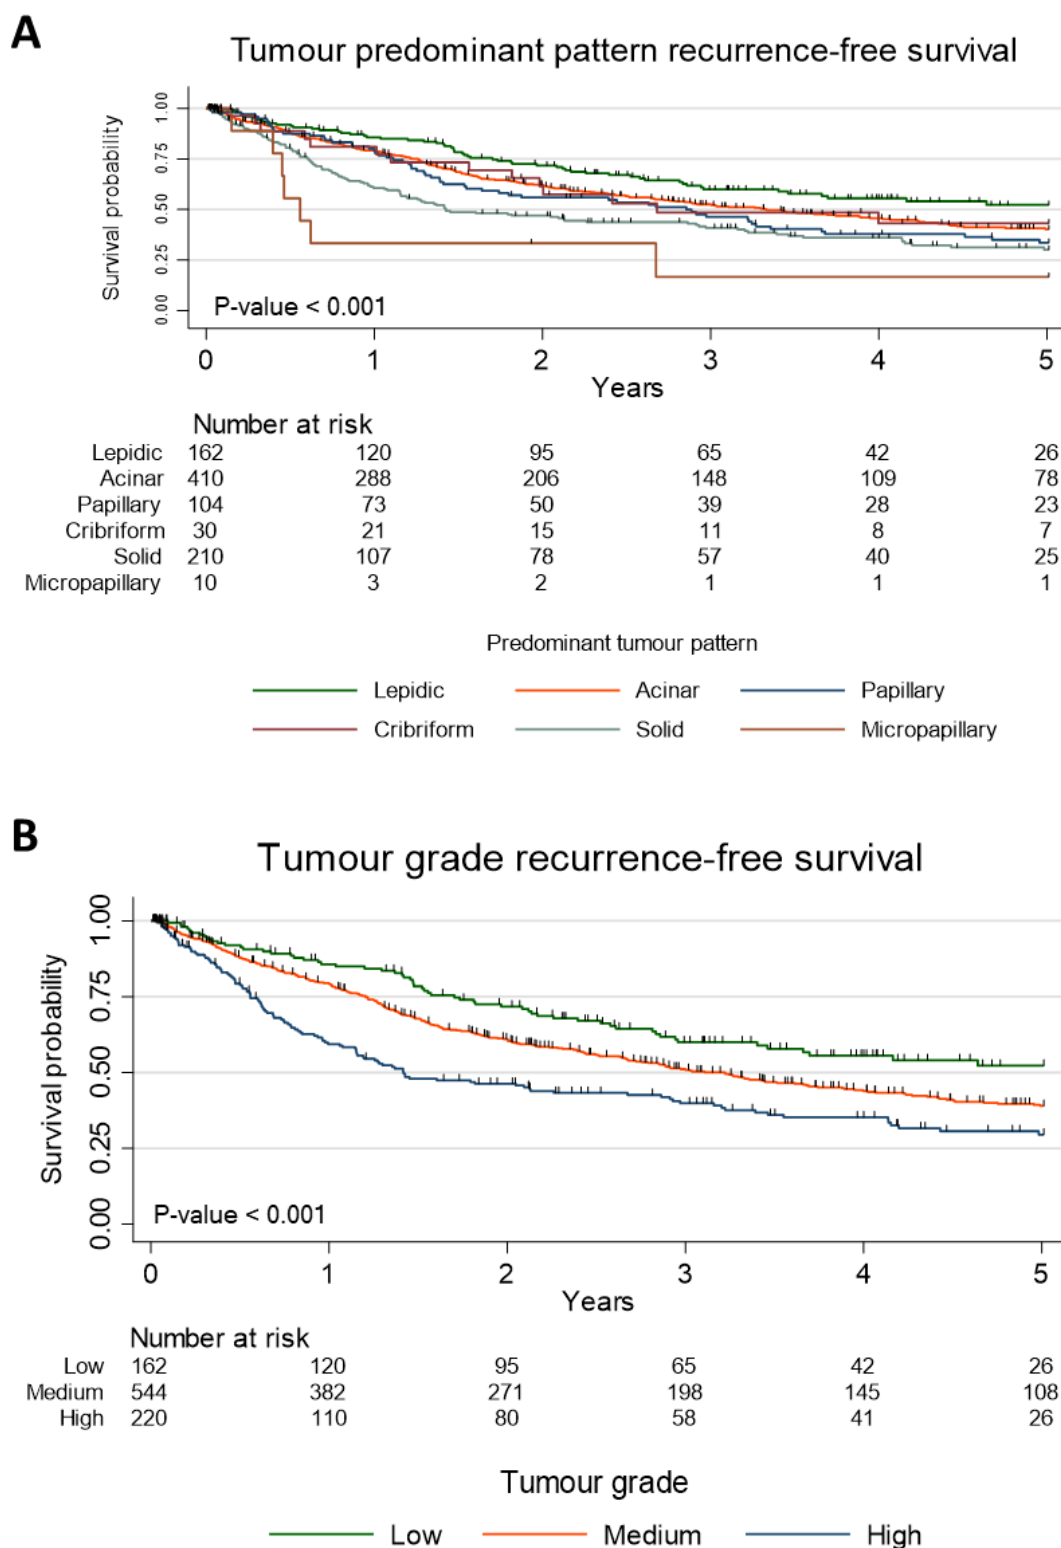 A
Tumour predominant pattern recurrence-free survival
Survival probability
1.00
0.75
0.50
0.25
0.00
P-value < 0.001
0 1 2 3 4 5
Years
Number at risk
Lepidic 162 120 95 65 42 26
Acinar 410 288 206 148 109 78
Papillary 104 73 50 39 28 23
Cribriform 30 21 15 11 8 7
Solid 210 107 78 57 40 25
Micropapillary 10 3 2 1 1 1
Predominant tumour pattern
Lepidic Acinar Papillary
Cribriform Solid Micropapillary
B
Tumour grade recurrence-free survival
Survival probability
1.00
0.75
0.50
0.25
0.00
P-value < 0.001
0 1 2 3 4 5
Years
Number at risk
Low 162 120 95 65 42 26
Medium 544 382 271 198 145 108
High 220 110 80 58 41 26
Tumour grade
Low Medium High